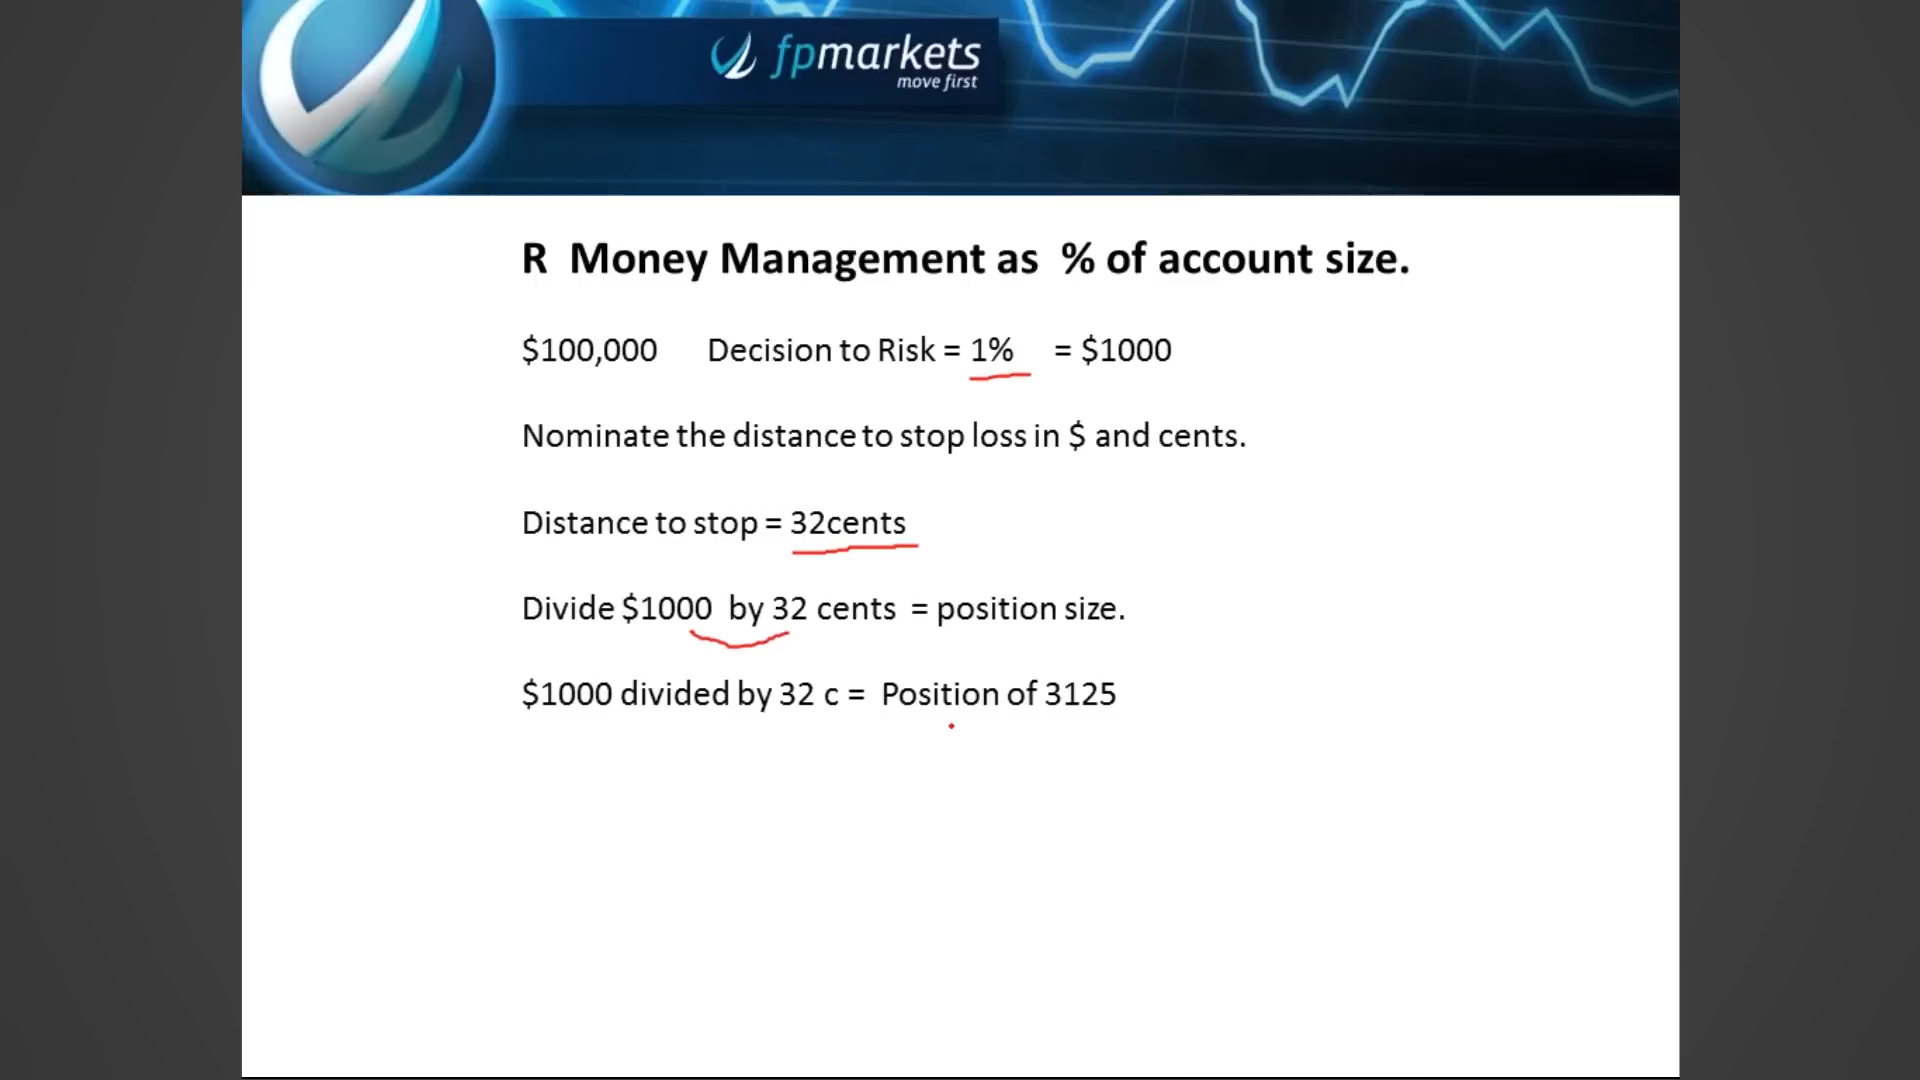 fpmarkets
move first
R Money Management as % of account size.
$100,000 Decision to Risk = 1% = $1000
Nominate the distance to stop loss in $ and cents.
Distance to stop = 32cents
Divide $1000 by 32 cents = position size.
$1000 divided by 32 c = Position of 3125